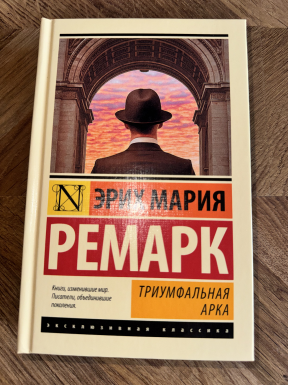 ЭРИХ МАРИЯ
РЕМАРК
Книги, изменившие мир.
Писатели, объединившие
поколения.
ТРИУМФАЛЬНАЯ
АРКА
ЭКСКЛЮЗИВНАЯ КЛАССИКА